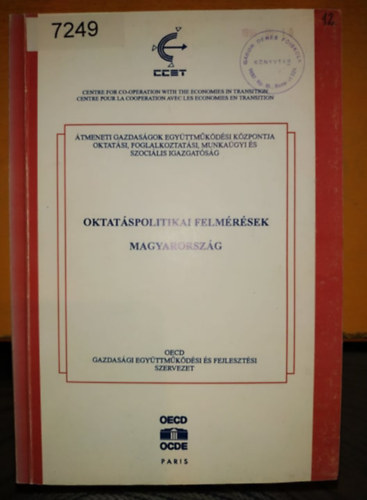 7249
42
CCET
CENTRE FOR CO-OPERATION WITH THE ECONOMIES IN TRANSITION
CENTRE POUR LA COOPERATION AVEC LES ECONOMIES EN TRANSITION
ÁTMENETI GAZDASÁGOK EGYÜTTMŰKÖDÉSI KÖZPONTJA
OKTATÁSI, FOGLALKOZTATÁSI, MUNKAÜGYI ÉS
SZOCIÁLIS IGAZGATÓSÁG
OKTATÁSPOLITIKAI FELMÉRÉSEK
MAGYARORSZÁG
OECD
GAZDASÁGI EGYÜTTMŰKÖDÉSI ÉS FEJLESZTÉSI
SZERVEZET
OECD
OCDE
PARIS